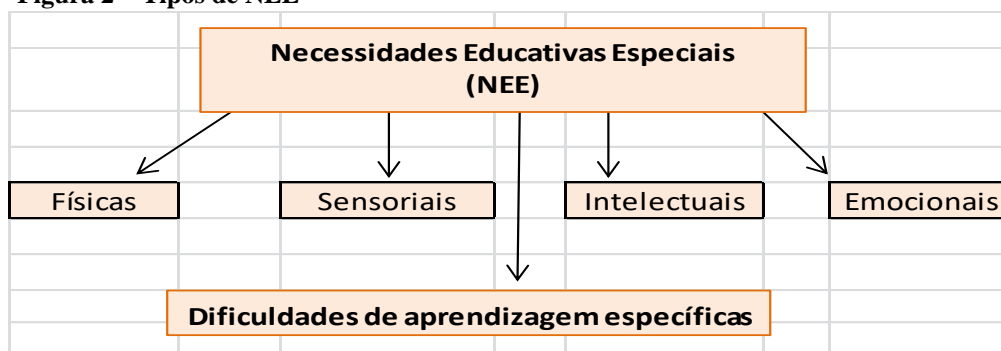 Figura 2 – Tipos de NEE
Necessidades Educativas Especiais
(NEE)
Físicas
Sensoriais
Intelectuais
Emocionais
Dificuldades de aprendizagem específicas